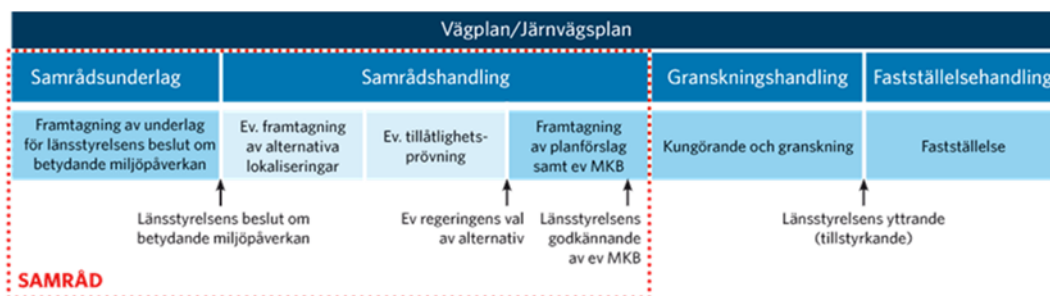 Vägplan/Järnvägsplan
Samrådsunderlag
Samrådshandling
Granskningshandling
Fastställelsehandling
Framtagning av underlag
för länsstyrelsens beslut om
betydande miljöpåverkan
Ev. framtagning
av alternativa
lokaliseringar
Ev. tillåtlighets-
prövning
Framtagning
av planförslag
samt ev MKB
Kungörande och granskning
Fastställelse
Länsstyrelsens beslut om
betydande miljöpåverkan
Ev regeringens val
av alternativ
Länsstyrelsens
godkännande
av ev MKB
Länsstyrelsens yttrande
(tillstyrkande)
SAMRÅD